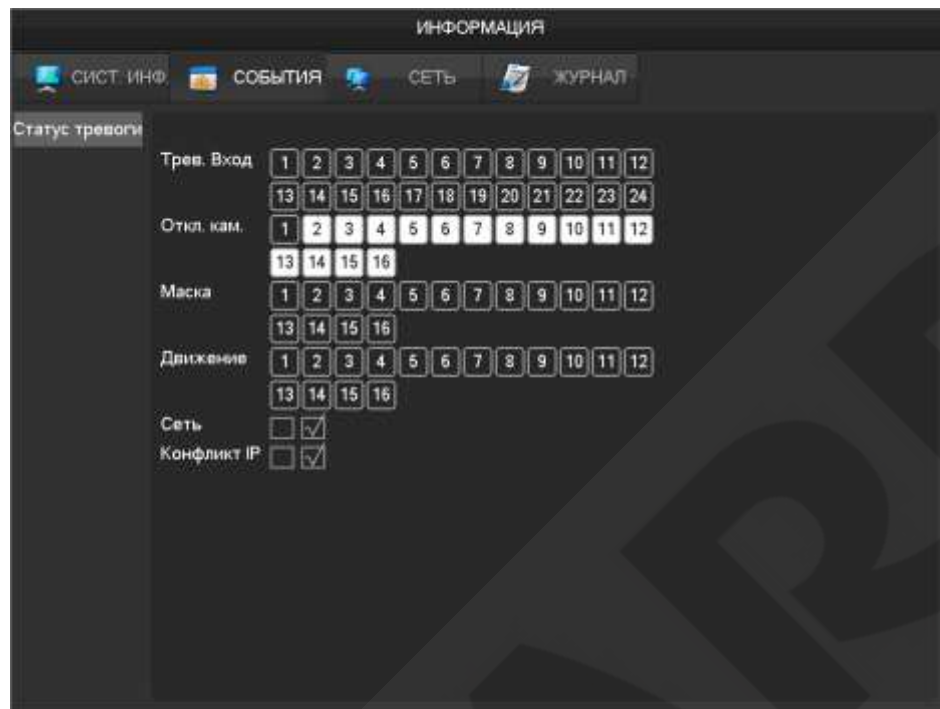 ИНФОРМАЦИЯ
СИСТ. ИНФ. СОБЫТИЯ СЕТЬ ЖУРНАЛ
Статус тревоги
Трев. Вход 1 2 3 4 5 6 7 8 9 10 11 12
13 14 15 16 17 18 19 20 21 22 23 24
Откл. кам. 1 2 3 4 5 6 7 8 9 10 11 12
13 14 15 16
Маска 1 2 3 4 5 6 7 8 9 10 11 12
13 14 15 16
Движение 1 2 3 4 5 6 7 8 9 10 11 12
13 14 15 16
Сеть
Конфликт IP